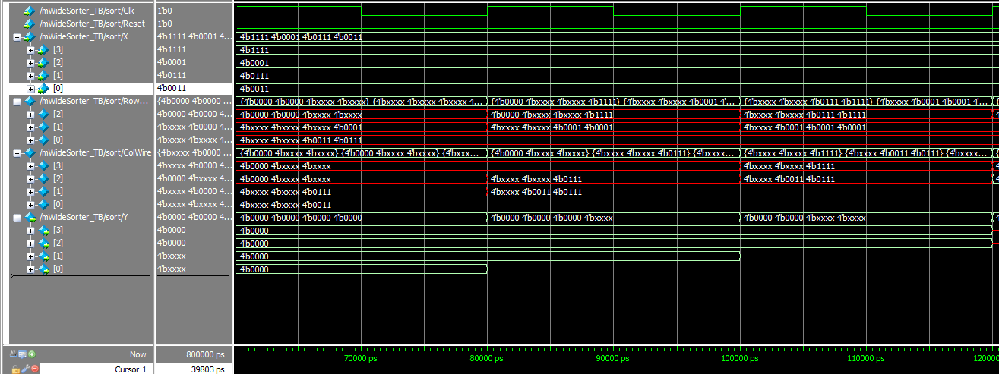 /mWideSorter_TB/sort/Clk 1'b0
/mWideSorter_TB/sort/Reset 1'b0
/mWideSorter_TB/sort/X 4'b1111 4'b0001 4... 4'b1111 4'b0001 4'b0111 4'b0011
[3] 4'b1111 4'b1111
[2] 4'b0001 4'b0001
[1] 4'b0111 4'b0111
[0] 4'b0011 4'b0011
/mWideSorter_TB/sort/Row... {4'b0000 4'b0000 ... {4'b0000 4'b0000 4'bxxxx 4'bxxxx} {4'bxxxx 4'bxxxx 4'bxxxx 4... {4'b0000 4'bxxxx 4'bxxxx 4'b1111} {4'bxxxx 4'bxxxx 4'b0001 4'... {4'bxxxx 4'bxxxx 4'b0111 4'b1111} {4'bxxxx 4'b0001 4'b0001 4'...
[2] 4'b0000 4'b0000 4... 4'b0000 4'b0000 4'bxxxx 4'bxxxx 4'b0000 4'bxxxx 4'bxxxx 4'b1111 4'bxxxx 4'bxxxx 4'b0111 4'b1111
[1] 4'bxxxx 4'bxxxx 4... 4'bxxxx 4'bxxxx 4'bxxxx 4'b0001 4'bxxxx 4'bxxxx 4'b0001 4'b0001 4'bxxxx 4'b0001 4'b0001 4'b0001
[0] 4'bxxxx 4'bxxxx 4... 4'bxxxx 4'bxxxx 4'b0011 4'b0111
/mWideSorter_TB/sort/ColWire {4'bxxxx 4'b0000 ... {4'b0000 4'bxxxx 4'bxxxx} {4'b0000 4'bxxxx 4'bxxxx} {4'bxxxx... {4'b0000 4'bxxxx 4'bxxxx} {4'bxxxx 4'bxxxx 4'b0111} {4'bxxxx... {4'bxxxx 4'bxxxx 4'b1111} {4'bxxxx 4'b0011 4'b0111} {4'bxxxx...
[3] 4'bxxxx 4'b0000 4... 4'b0000 4'bxxxx 4'bxxxx 4'bxxxx 4'bxxxx 4'b1111
[2] 4'b0000 4'b0000 4... 4'b0000 4'bxxxx 4'bxxxx 4'bxxxx 4'bxxxx 4'b0111 4'bxxxx 4'b0011 4'b0111
[1] 4'bxxxx 4'bxxxx 4... 4'bxxxx 4'bxxxx 4'b0111 4'bxxxx 4'b0011 4'b0111
[0] 4'bxxxx 4'bxxxx 4... 4'bxxxx 4'bxxxx 4'b0011
/mWideSorter_TB/sort/Y 4'b0000 4'b0000 4... 4'b0000 4'b0000 4'b0000 4'b0000 4'b0000 4'b0000 4'b0000 4'bxxxx 4'b0000 4'b0000 4'bxxxx 4'bxxxx
[3] 4'b0000 4'b0000
[2] 4'b0000 4'b0000
[1] 4'bxxxx 4'b0000
[0] 4'bxxxx 4'b0000
Now 800000 ps 70000 ps 80000 ps 90000 ps 100000 ps 110000 ps 120000
Cursor 1 39803 ps